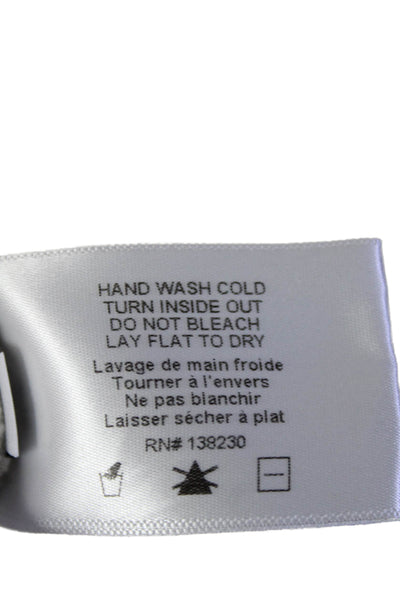 HAND WASH COLD
TURN INSIDE OUT
DO NOT BLEACH
LAY FLAT TO DRY
Lavage de main froide
Tourner à l'envers
Ne pas blanchir
Laisser sécher à plat
RN# 138230